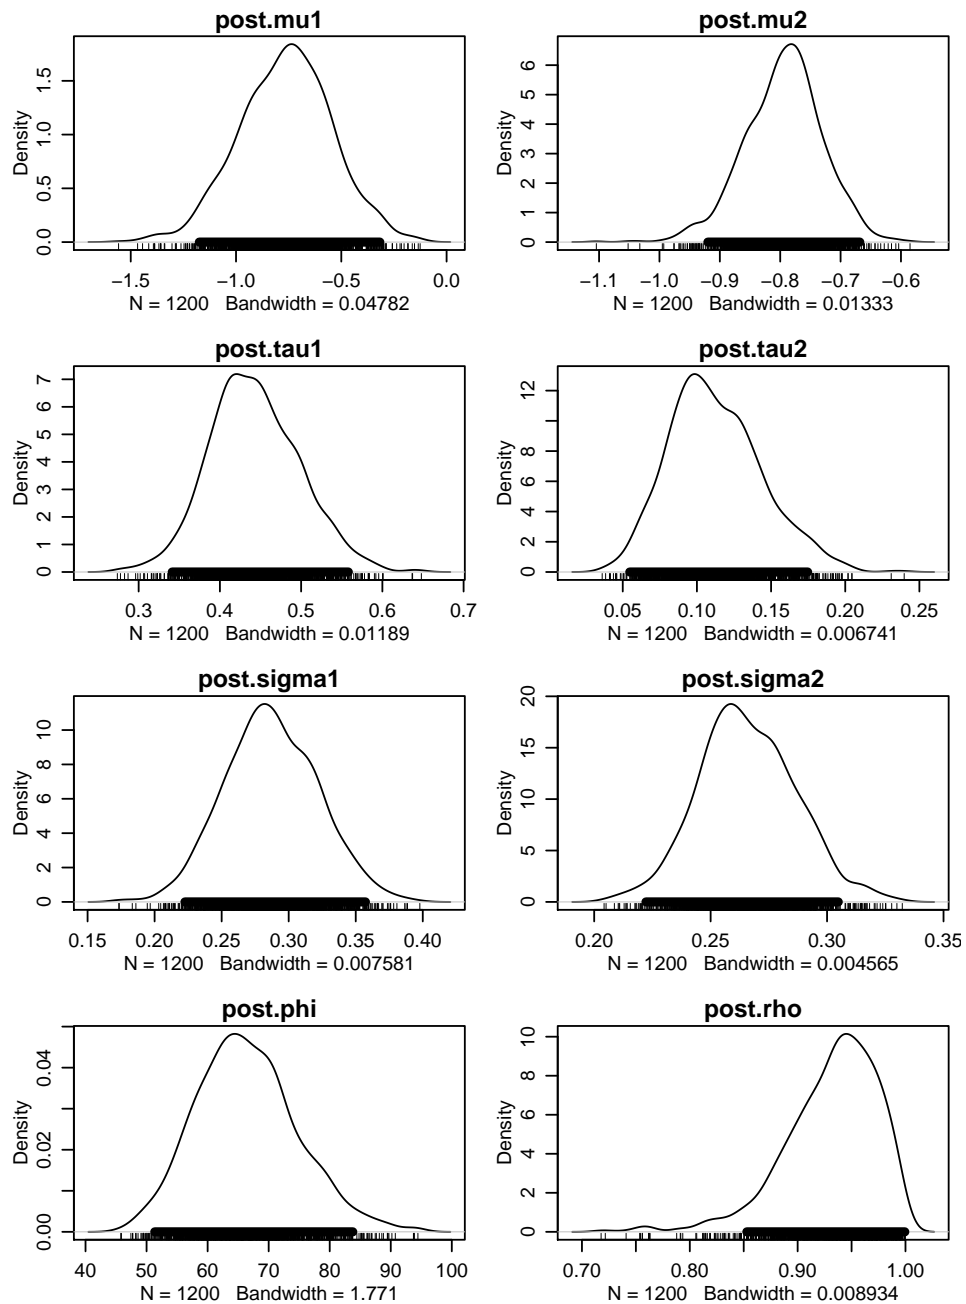 post.mu1
Density
0.0 0.5 1.0 1.5
−1.5 −1.0 −0.5 0.0
N = 1200 Bandwidth = 0.04782
post.mu2
Density
0 1 2 3 4 5 6
−1.1 −1.0 −0.9 −0.8 −0.7 −0.6
N = 1200 Bandwidth = 0.01333
post.tau1
Density
0 1 2 3 4 5 6 7
0.3 0.4 0.5 0.6 0.7
N = 1200 Bandwidth = 0.01189
post.tau2
Density
0 2 4 6 8 12
0.05 0.10 0.15 0.20 0.25
N = 1200 Bandwidth = 0.006741
post.sigma1
Density
0 2 4 6 8 10
0.15 0.20 0.25 0.30 0.35 0.40
N = 1200 Bandwidth = 0.007581
post.sigma2
Density
0 5 10 15 20
0.20 0.25 0.30 0.35
N = 1200 Bandwidth = 0.004565
post.phi
Density
0.00 0.02 0.04
40 50 60 70 80 90 100
N = 1200 Bandwidth = 1.771
post.rho
Density
0 2 4 6 8 10
0.70 0.80 0.90 1.00
N = 1200 Bandwidth = 0.008934